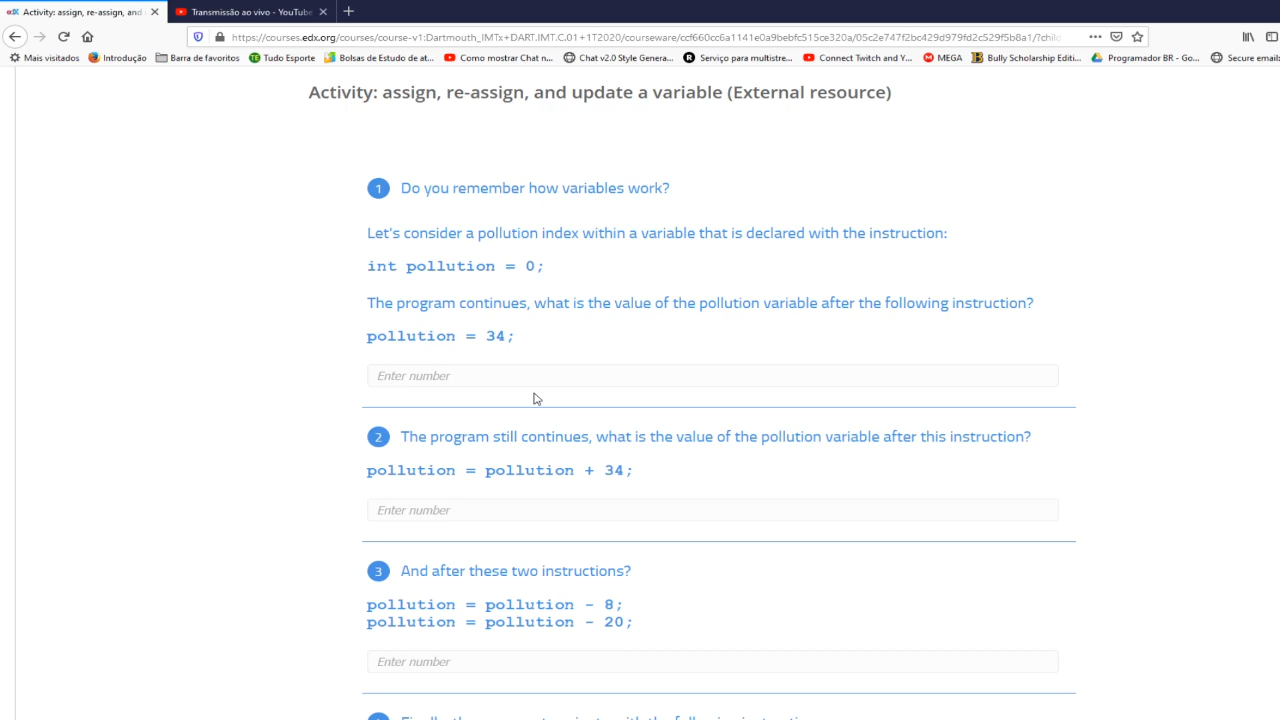 Activity: assign, re-assign, and
Transmissão ao vivo - YouTube
https://courses.edx.org/courses/course-v1:Dartmouth_IMTx+DART.IMT.C.01+1T2020/courseware/ccf660cc6a1141e0a9bebfc515ce320a/05c2e747f2bc429d979fd2c529f5b8a1/?child
Mais visitados Introdução Barra de favoritos Tudo Esporte Bolsas de Estudo de at... Como mostrar Chat n... Chat v2.0 Style Genera... Serviço para multistre... Connect Twitch and Y... MEGA Bully Scholarship Editi... Programador BR - Go... Secure emails
Activity: assign, re-assign, and update a variable (External resource)
1 Do you remember how variables work?
Let's consider a pollution index within a variable that is declared with the instruction:
int pollution = 0;
The program continues, what is the value of the pollution variable after the following instruction?
pollution = 34;
Enter number
2 The program still continues, what is the value of the pollution variable after this instruction?
pollution = pollution + 34;
Enter number
3 And after these two instructions?
pollution = pollution - 8;
pollution = pollution - 20;
Enter number